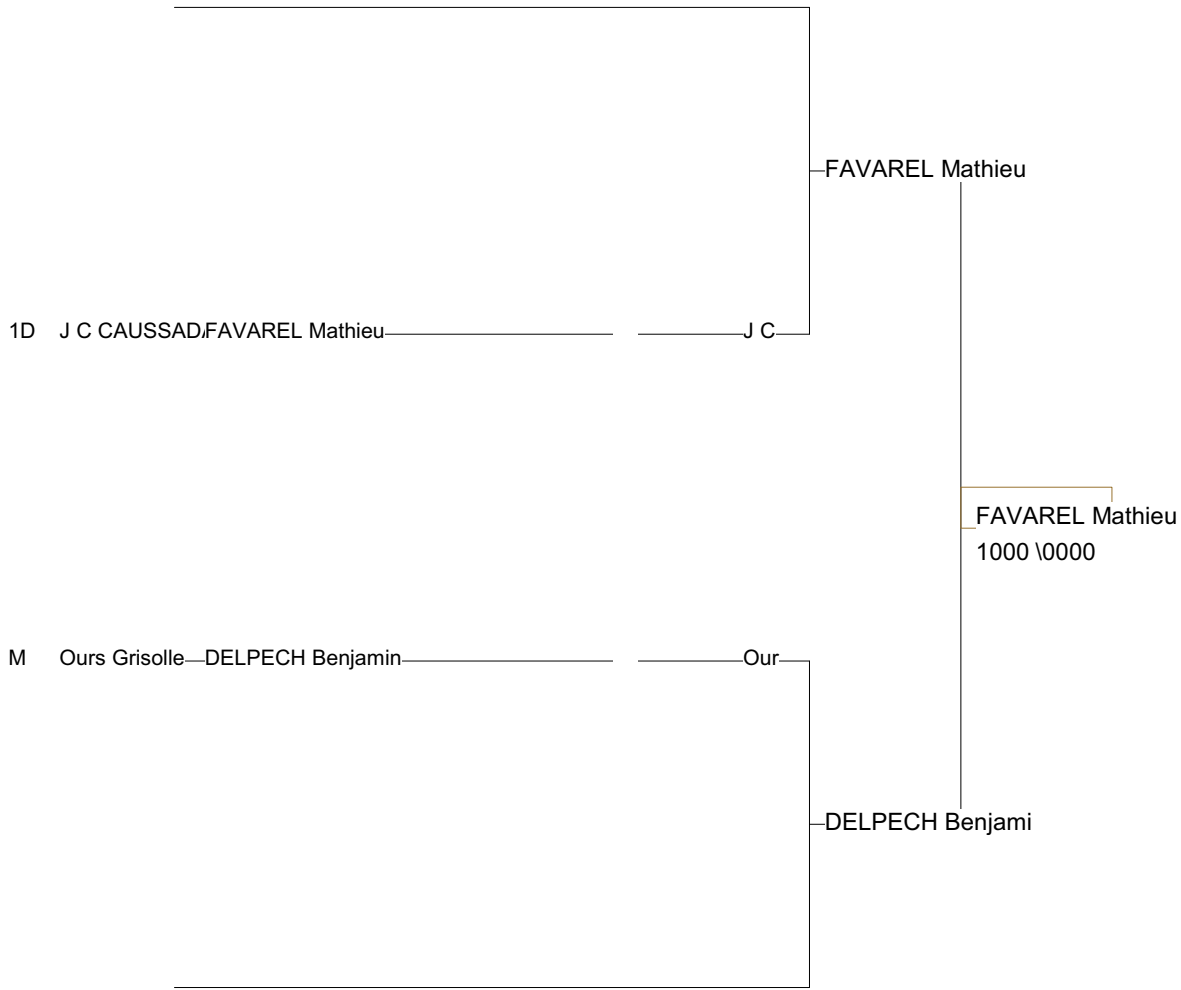 FAVAREL Mathieu
1D J C CAUSSAD FAVAREL Mathieu J C
FAVAREL Mathieu
1000 \0000
M Ours Grisolle DELPECH Benjamin Our
DELPECH Benjami